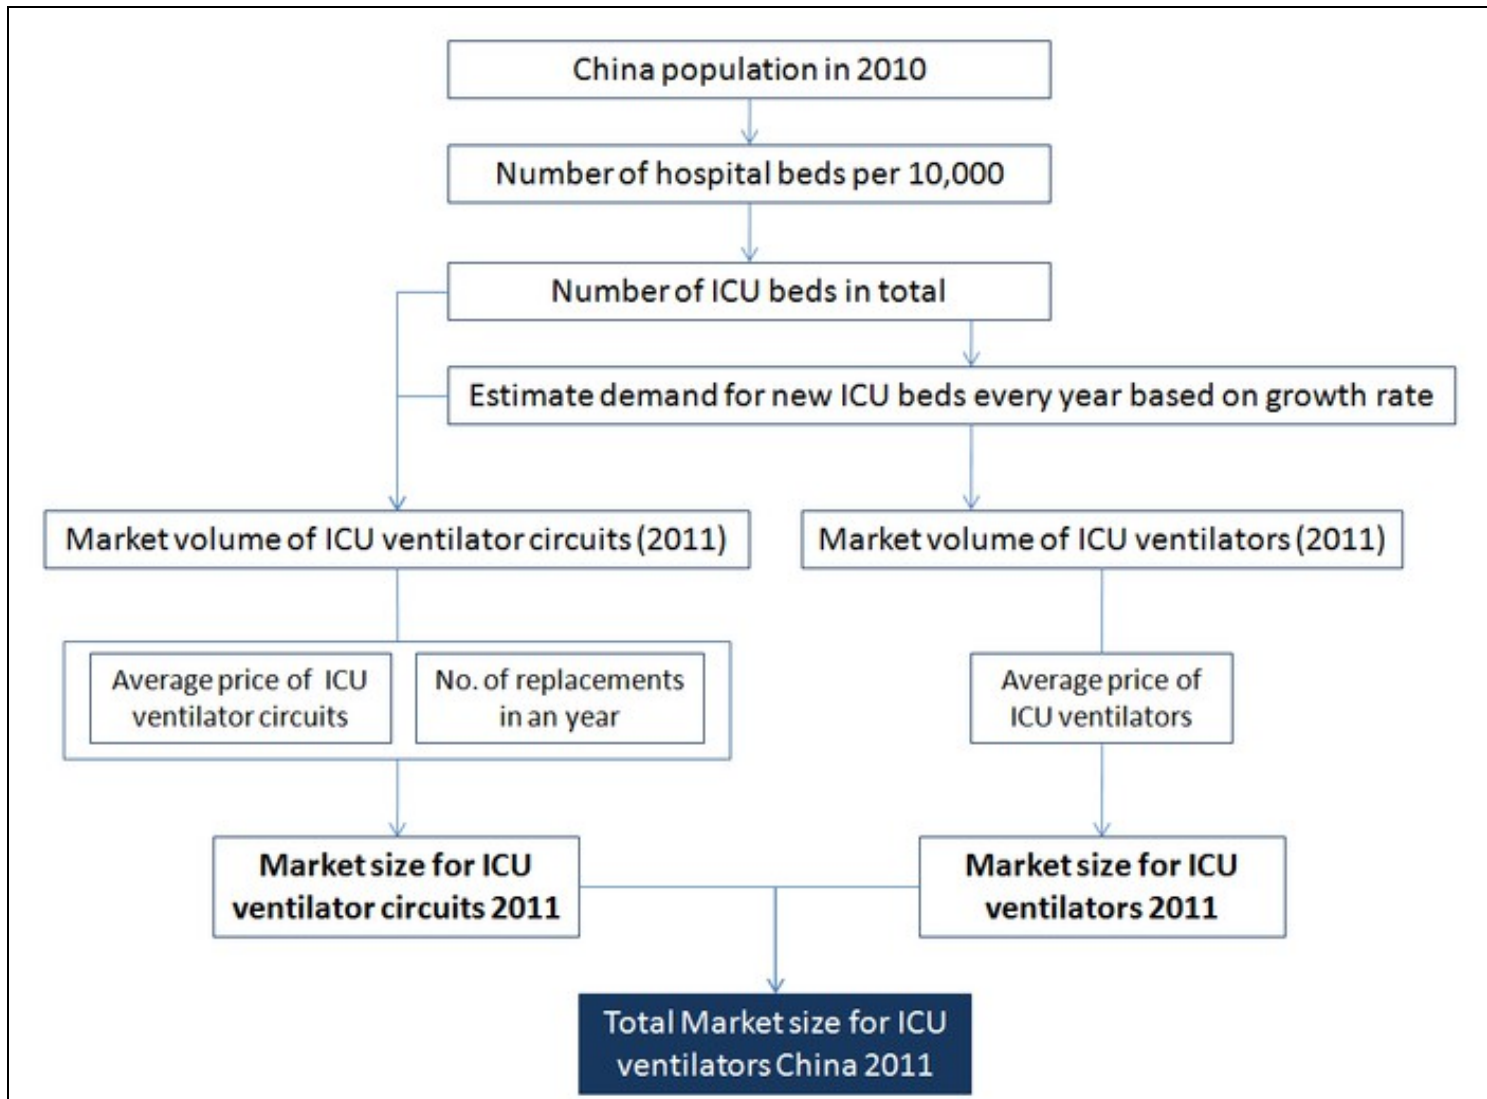 China population in 2010
Number of hospital beds per 10,000
Number of ICU beds in total
Estimate demand for new ICU beds every year based on growth rate
Market volume of ICU ventilator circuits (2011)
Market volume of ICU ventilators (2011)
Average price of ICU
ventilator circuits
No. of replacements
in an year
Average price of
ICU ventilators
Market size for ICU
ventilator circuits 2011
Market size for ICU
ventilators 2011
Total Market size for ICU
ventilators China 2011